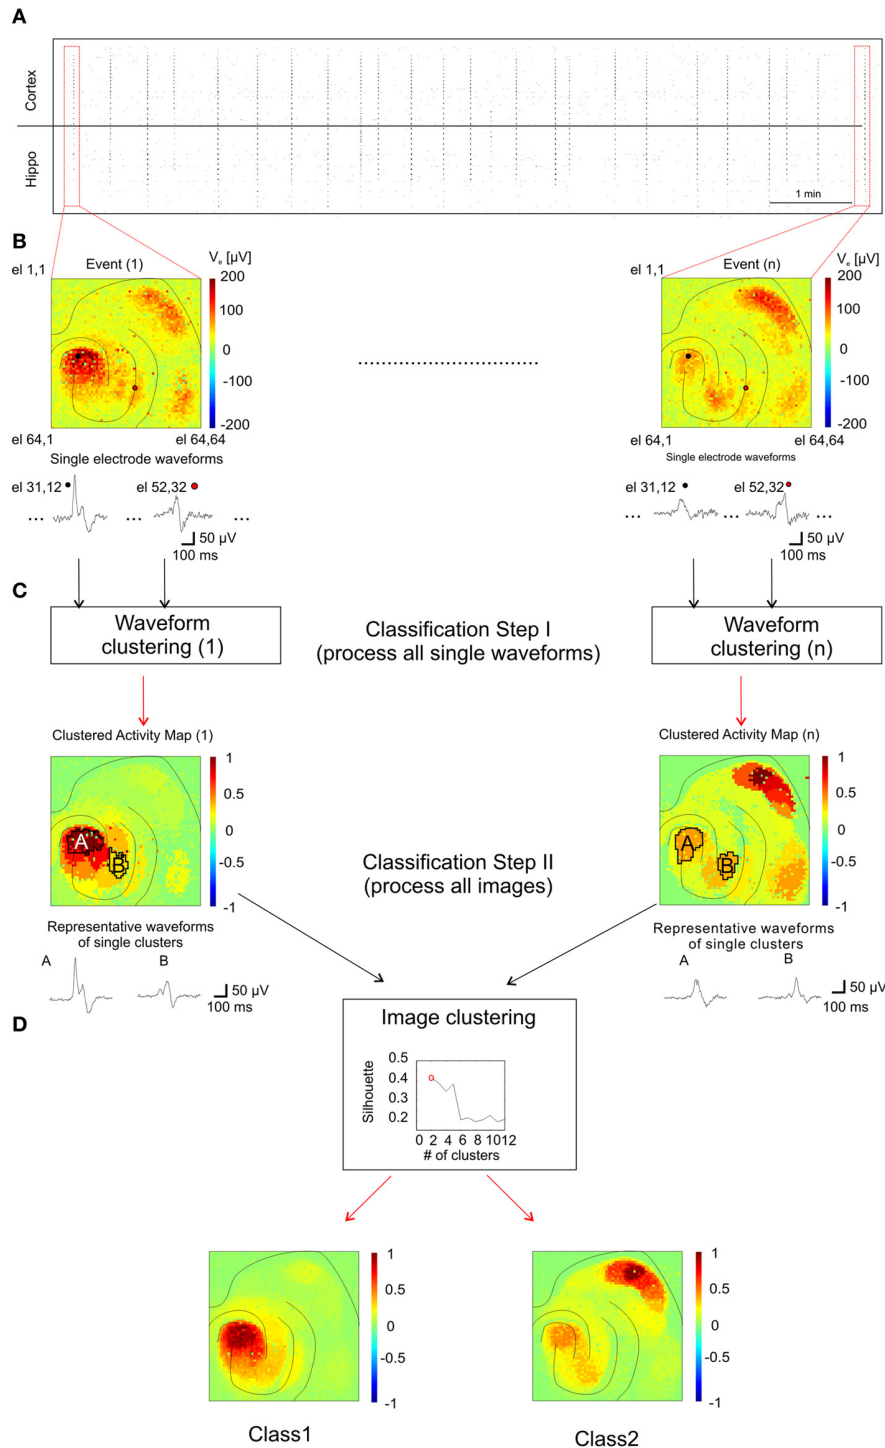 A
Cortex
Hippo
1 min
B
el 1,1
Event (1)
Ve [µV]
200
100
0
-100
-200
el 64,1
el 64,64
Single electrode waveforms
el 31,12
el 52,32
... ... ...
50 µV
100 ms
el 1,1
Event (n)
Ve [µV]
200
100
0
-100
-200
el 64,1
el 64,64
Single electrode waveforms
el 31,12
el 52,32
... ... ...
50 µV
100 ms
C
Waveform
clustering (1)
Classification Step I
(process all single waveforms)
Waveform
clustering (n)
Clustered Activity Map (1)
1
0.5
0
-0.5
-1
A
B
Classification Step II
(process all images)
Clustered Activity Map (n)
1
0.5
0
-0.5
-1
A
B
Representative waveforms
of single clusters
A
B
50 µV
100 ms
Representative waveforms
of single clusters
A
B
50 µV
100 ms
D
Image clustering
Silhouette
0.5
0.4
0.3
0.2
0 2 4 6 8 10 12
# of clusters
1
0.5
0
-0.5
-1
Class1
1
0.5
0
-0.5
-1
Class2